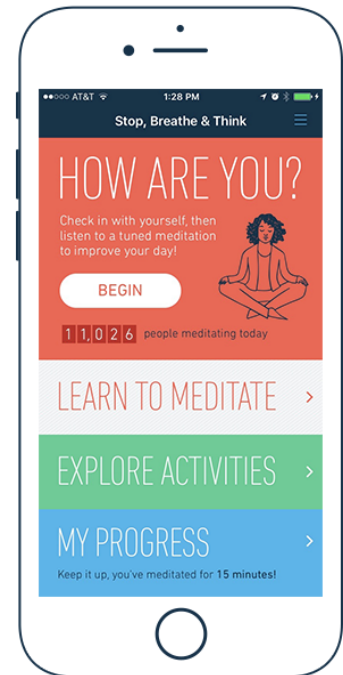 AT&T 1:28 PM
Stop, Breathe & Think
HOW ARE YOU?
Check in with yourself, then
listen to a tuned meditation
to improve your day!
BEGIN
11,026 people meditating today
LEARN TO MEDITATE
EXPLORE ACTIVITIES
MY PROGRESS
Keep it up, you've meditated for 15 minutes!